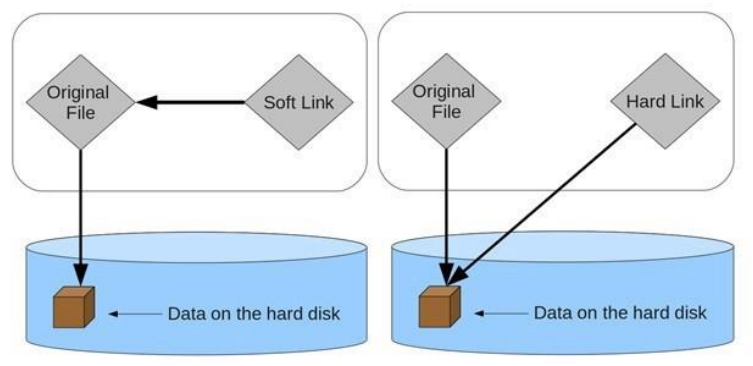 Original
File
Soft Link
Data on the hard disk
Original
File
Hard Link
Data on the hard disk